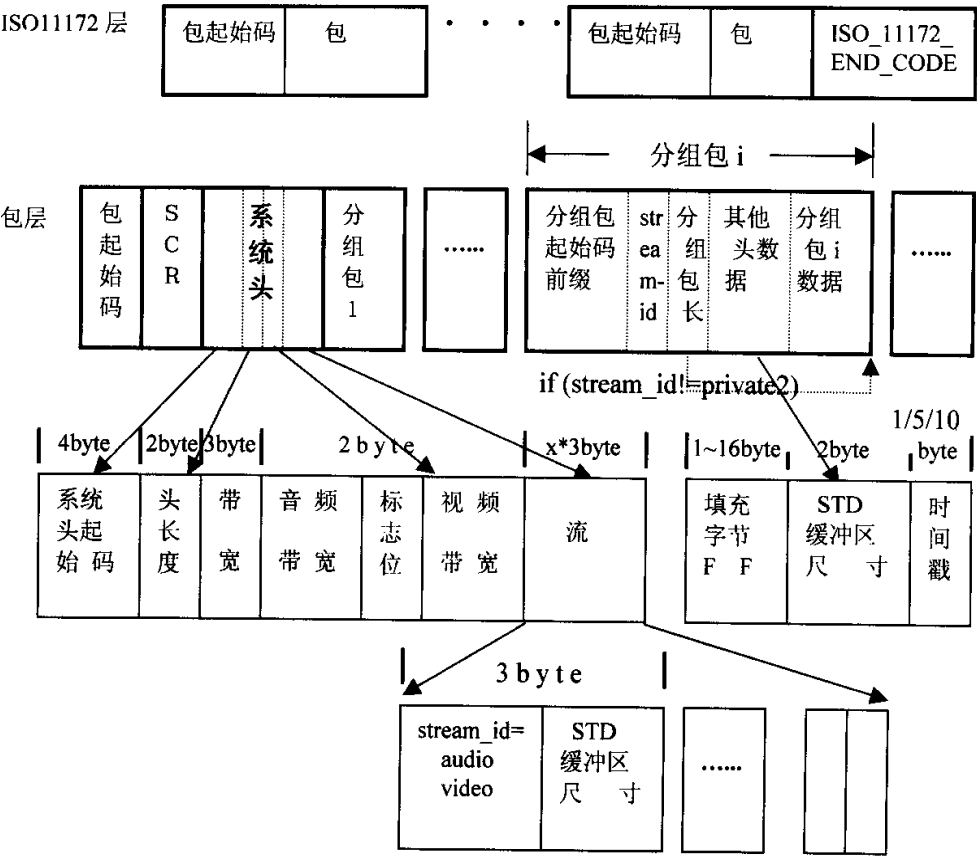 ISO11172 层
包起始码 包 · · · · 包起始码 包 ISO_11172_
END_CODE
分组包 i
包层
包
起
始
码
S
C
R
系
统
头
分
组
包
1
......
分组包
起始码
前缀
str
ea
m-
id
分
组
包
长
其他
头数
据
分组
包 i
数据
......
if (stream_id!=private2)
4byte 2byte 3byte 2 b y t e x*3byte 1~16byte 2byte 1/5/10
byte
系统
头起
始 码
头
长
度
带
宽
音 频
带 宽
标
志
位
视 频
带 宽
流
填充
字节
F F
STD
缓冲区
尺 寸
时
间
戳
3 b y t e
stream_id=
audio
video
STD
缓冲区
尺 寸
......